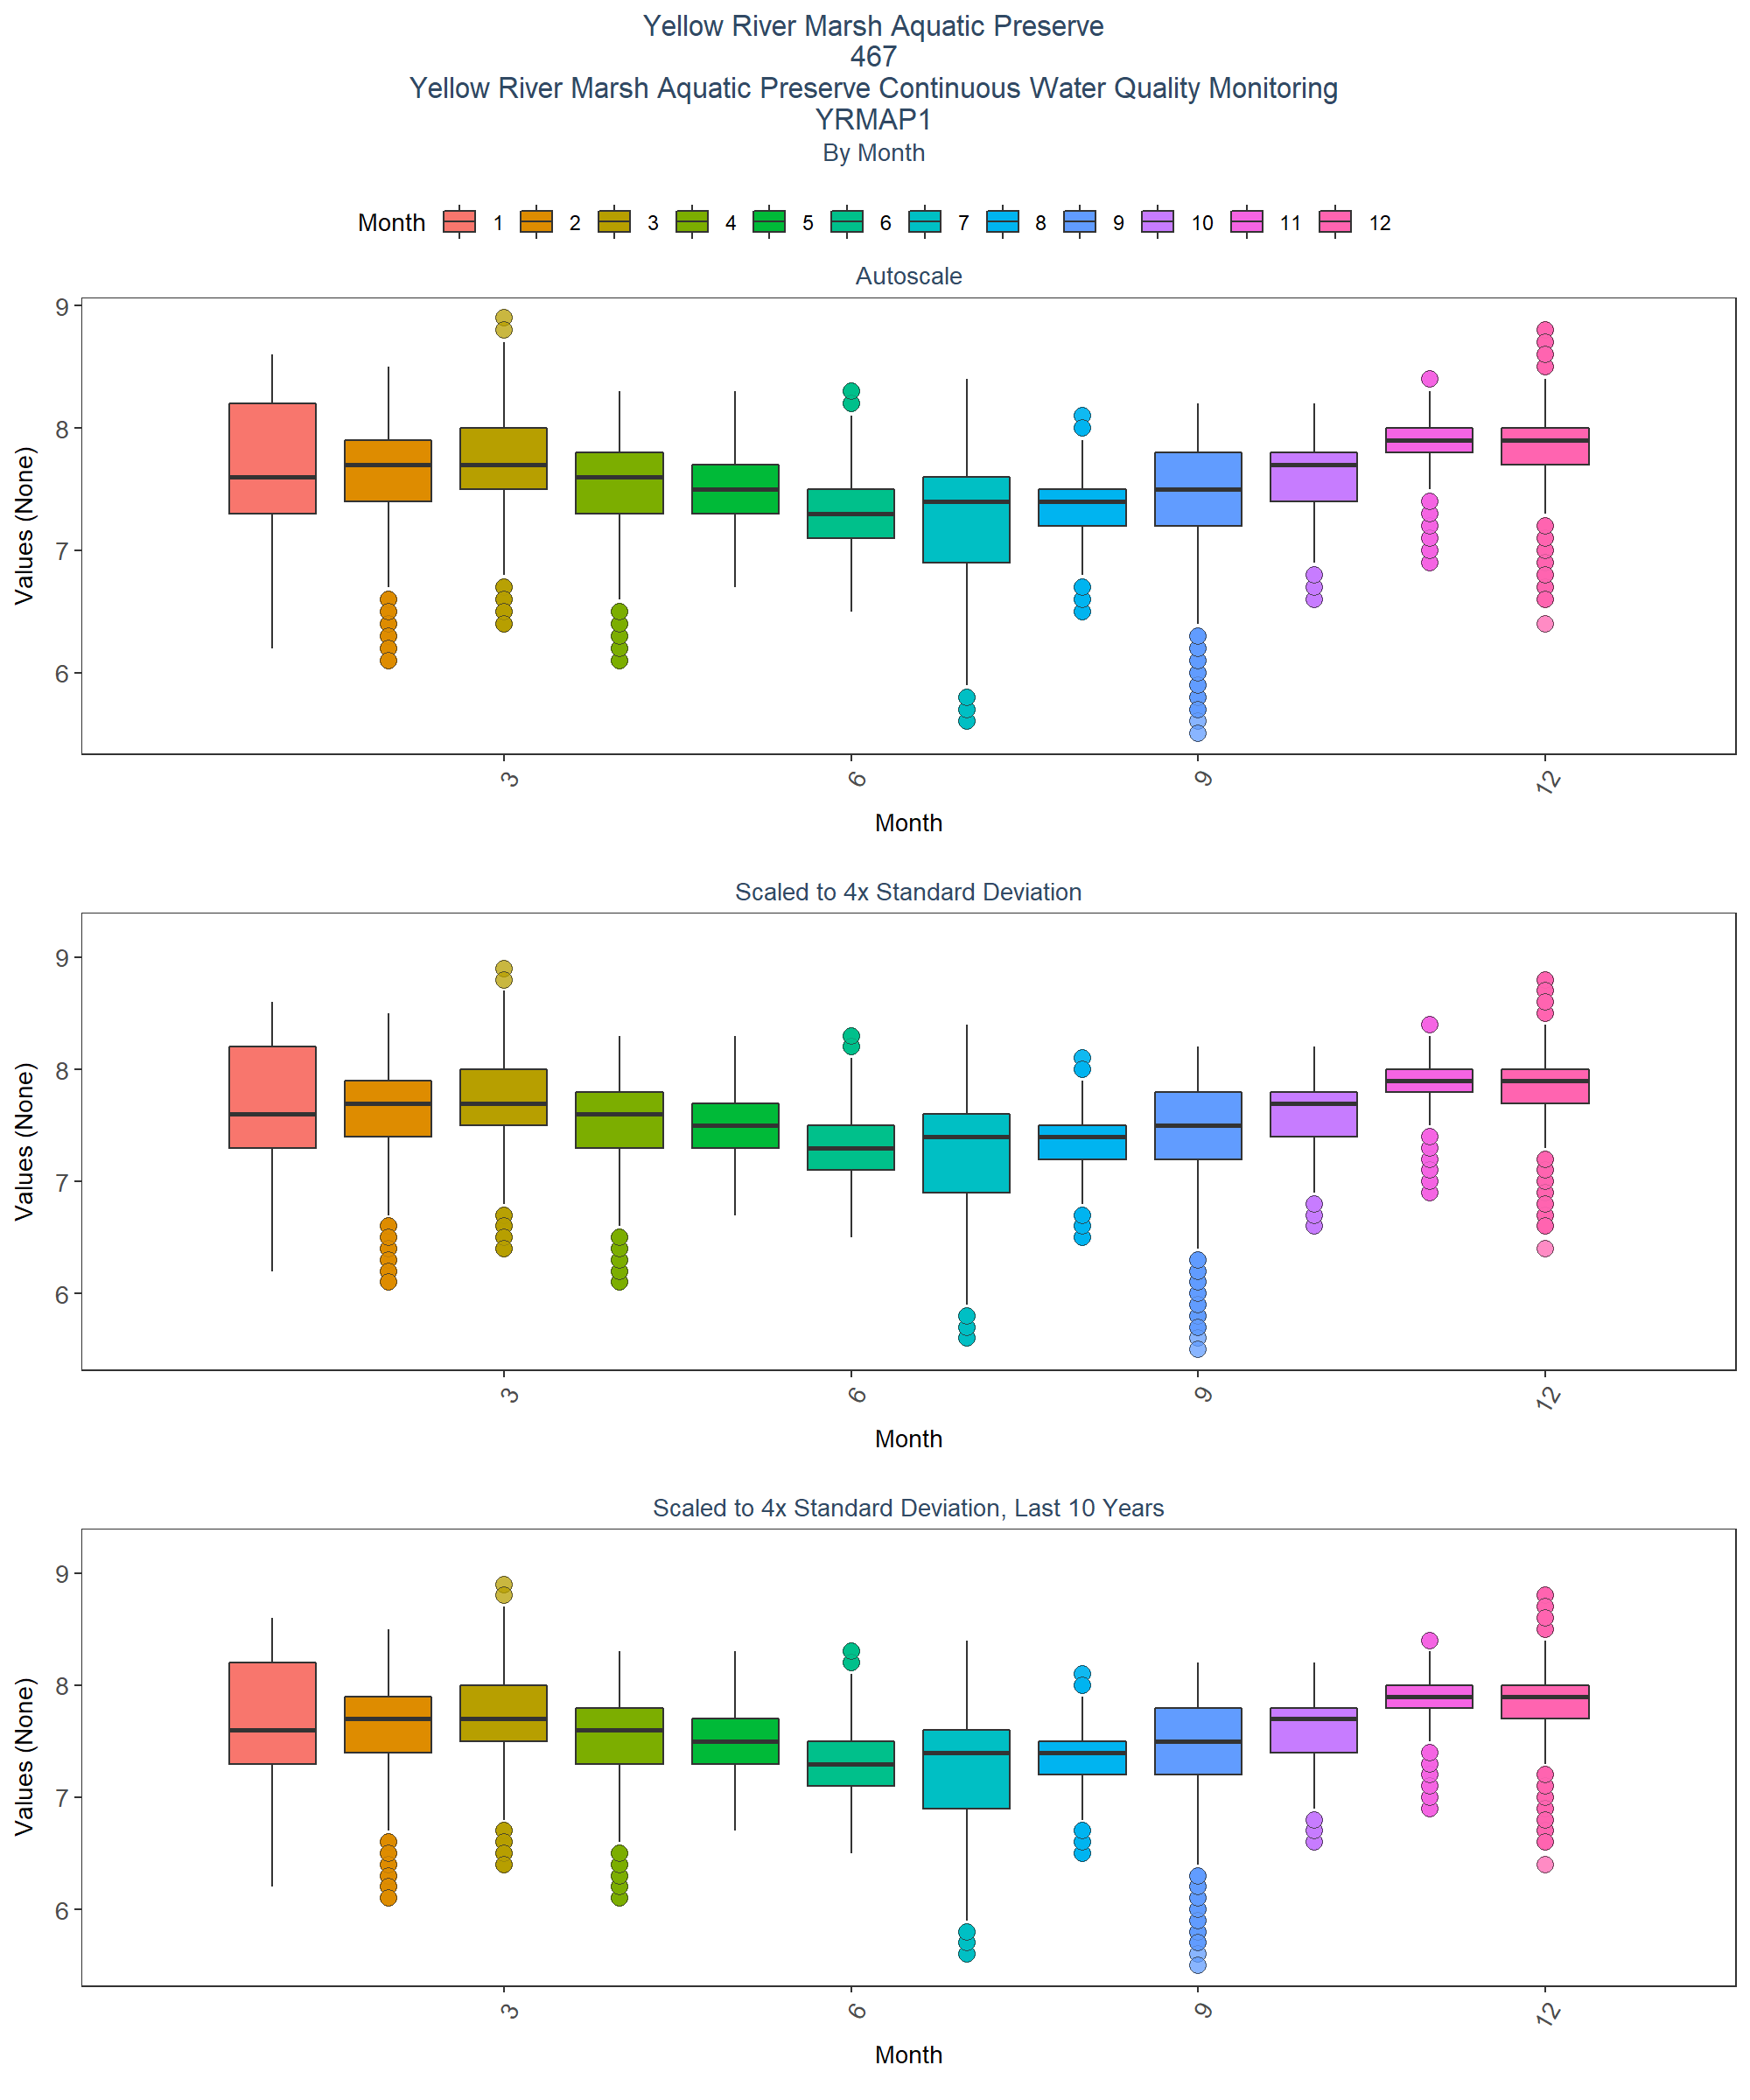 Yellow River Marsh Aquatic Preserve
467
Yellow River Marsh Aquatic Preserve Continuous Water Quality Monitoring
YRMAP1
By Month
Month 1 2 3 4 5 6 7 8 9 10 11 12
Autoscale
Values (None)
9
8
7
6
3 6 9 12
Month
Scaled to 4x Standard Deviation
Values (None)
9
8
7
6
3 6 9 12
Month
Scaled to 4x Standard Deviation, Last 10 Years
Values (None)
9
8
7
6
3 6 9 12
Month